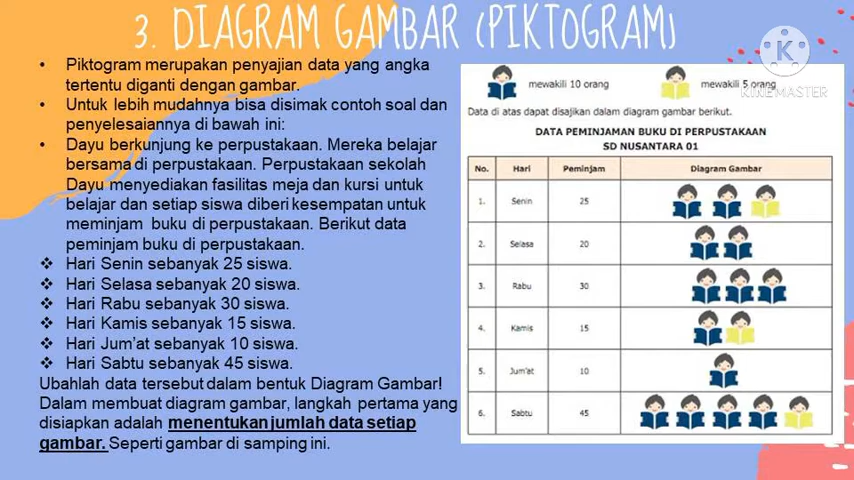 3. DIAGRAM GAMBAR (PIKTOGRAM)
• Piktogram merupakan penyajian data yang angka
tertentu diganti dengan gambar.
• Untuk lebih mudahnya bisa disimak contoh soal dan
penyelesaiannya di bawah ini:
• Dayu berkunjung ke perpustakaan. Mereka belajar
bersama di perpustakaan. Perpustakaan sekolah
Dayu menyediakan fasilitas meja dan kursi untuk
belajar dan setiap siswa diberi kesempatan untuk
meminjam buku di perpustakaan. Berikut data
peminjam buku di perpustakaan.
❖ Hari Senin sebanyak 25 siswa.
❖ Hari Selasa sebanyak 20 siswa.
❖ Hari Rabu sebanyak 30 siswa.
❖ Hari Kamis sebanyak 15 siswa.
❖ Hari Jum'at sebanyak 10 siswa.
❖ Hari Sabtu sebanyak 45 siswa.
Ubahlah data tersebut dalam bentuk Diagram Gambar!
Dalam membuat diagram gambar, langkah pertama yang
disiapkan adalah menentukan jumlah data setiap
gambar. Seperti gambar di samping ini.
K
KINEMASTER
mewakili 10 orang mewakili 5 orang
Data di atas dapat disajikan dalam diagram gambar berikut.
DATA PEMINJAMAN BUKU DI PERPUSTAKAAN
SD NUSANTARA 01
No. Hari Peminjam Diagram Gambar
1. Senin 25
2. Selasa 20
3. Rabu 30
4. Kamis 15
5. Jum'at 10
6. Sabtu 45